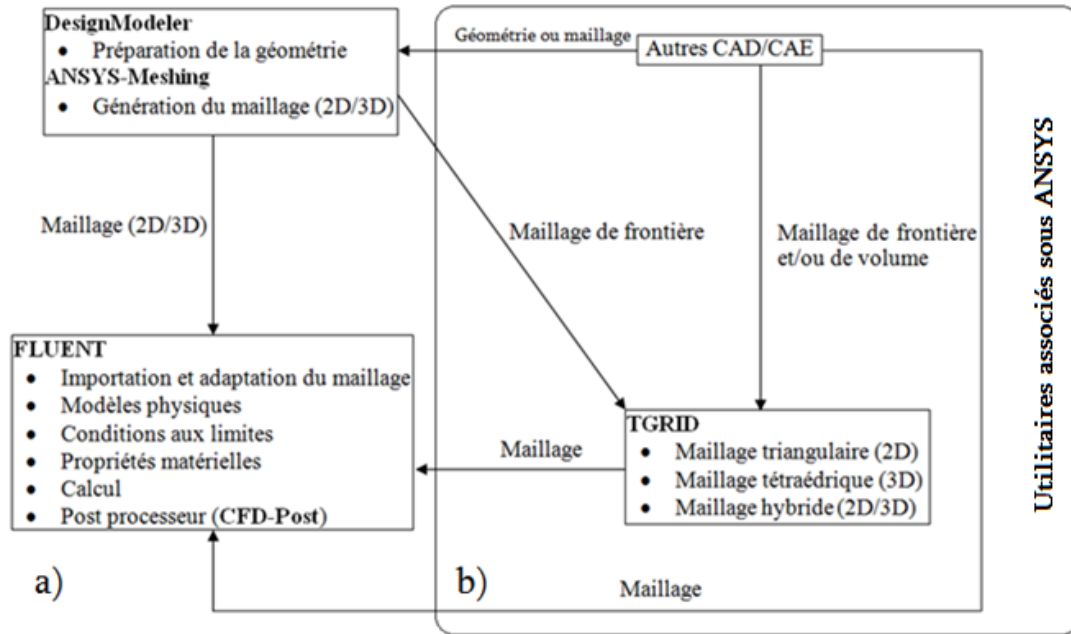 DesignModeler
• Préparation de la géométrie
ANSYS-Meshing
• Génération du maillage (2D/3D)
Géométrie ou maillage
Autres CAD/CAE
Maillage (2D/3D)
Maillage de frontière
Maillage de frontière
et/ou de volume
Utilitaires associés sous ANSYS
FLUENT
• Importation et adaptation du maillage
• Modèles physiques
• Conditions aux limites
• Propriétés matérielles
• Calcul
• Post processeur (CFD-Post)
Maillage
TGRID
• Maillage triangulaire (2D)
• Maillage tétraédrique (3D)
• Maillage hybride (2D/3D)
a)
b)
Maillage